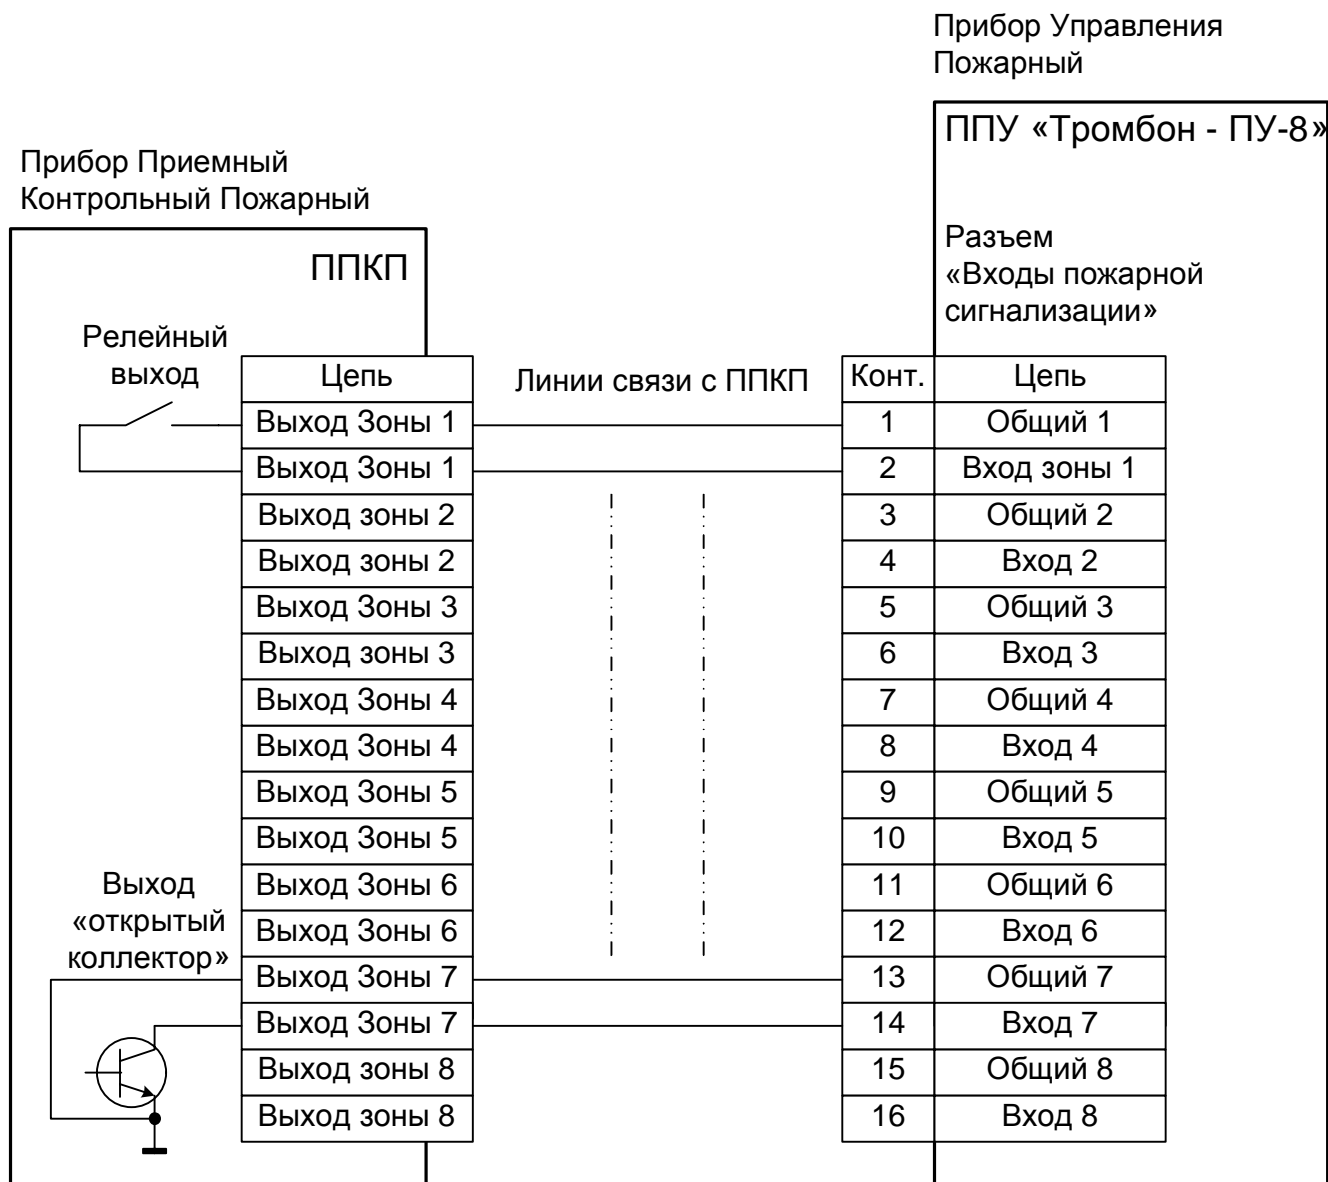 Прибор Управления
Пожарный
ППУ «Тромбон - ПУ-8»
Прибор Приемный
Контрольный Пожарный
ППКП
Разъем
«Входы пожарной
сигнализации»
Релейный
выход
Цепь
Линии связи с ППКП
Конт.
Цепь
Выход Зоны 1
1
Общий 1
Выход Зоны 1
2
Вход зоны 1
Выход зоны 2
3
Общий 2
Выход зоны 2
4
Вход 2
Выход Зоны 3
5
Общий 3
Выход зоны 3
6
Вход 3
Выход Зоны 4
7
Общий 4
Выход Зоны 4
8
Вход 4
Выход Зоны 5
9
Общий 5
Выход Зоны 5
10
Вход 5
Выход
«открытый
коллектор»
Выход Зоны 6
11
Общий 6
Выход Зоны 6
12
Вход 6
Выход Зоны 7
13
Общий 7
Выход Зоны 7
14
Вход 7
Выход зоны 8
15
Общий 8
Выход зоны 8
16
Вход 8